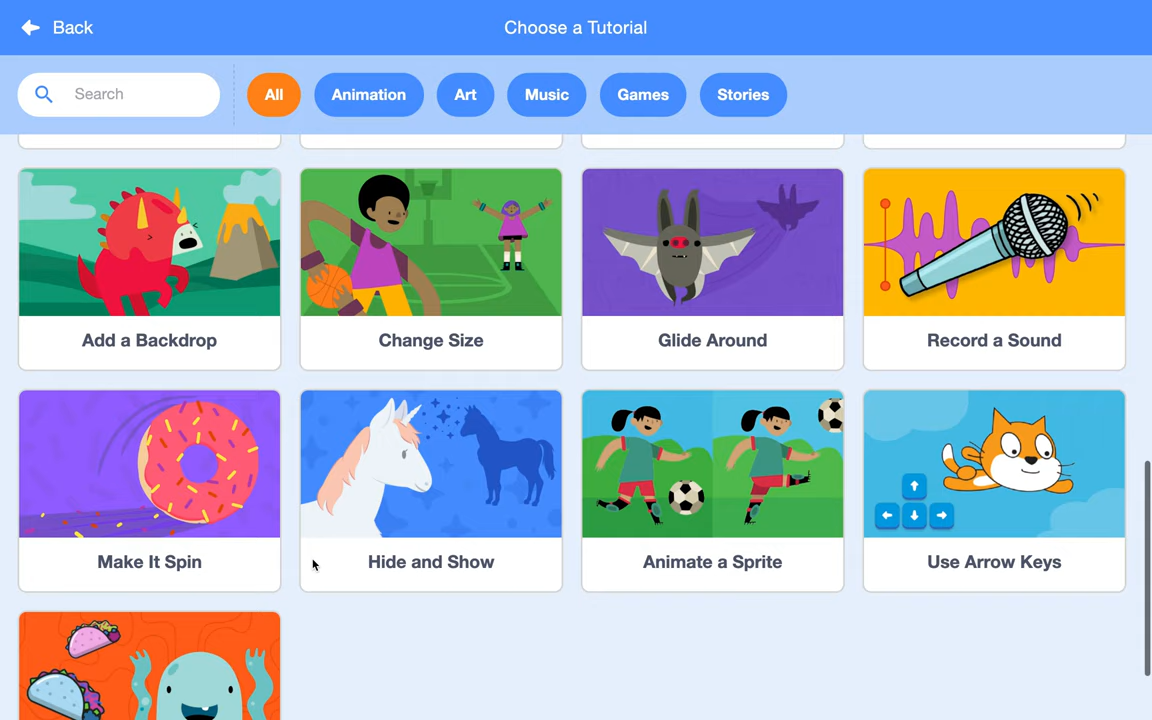 Back
Choose a Tutorial
Search
All
Animation
Art
Music
Games
Stories
Add a Backdrop
Change Size
Glide Around
Record a Sound
Make It Spin
Hide and Show
Animate a Sprite
Use Arrow Keys